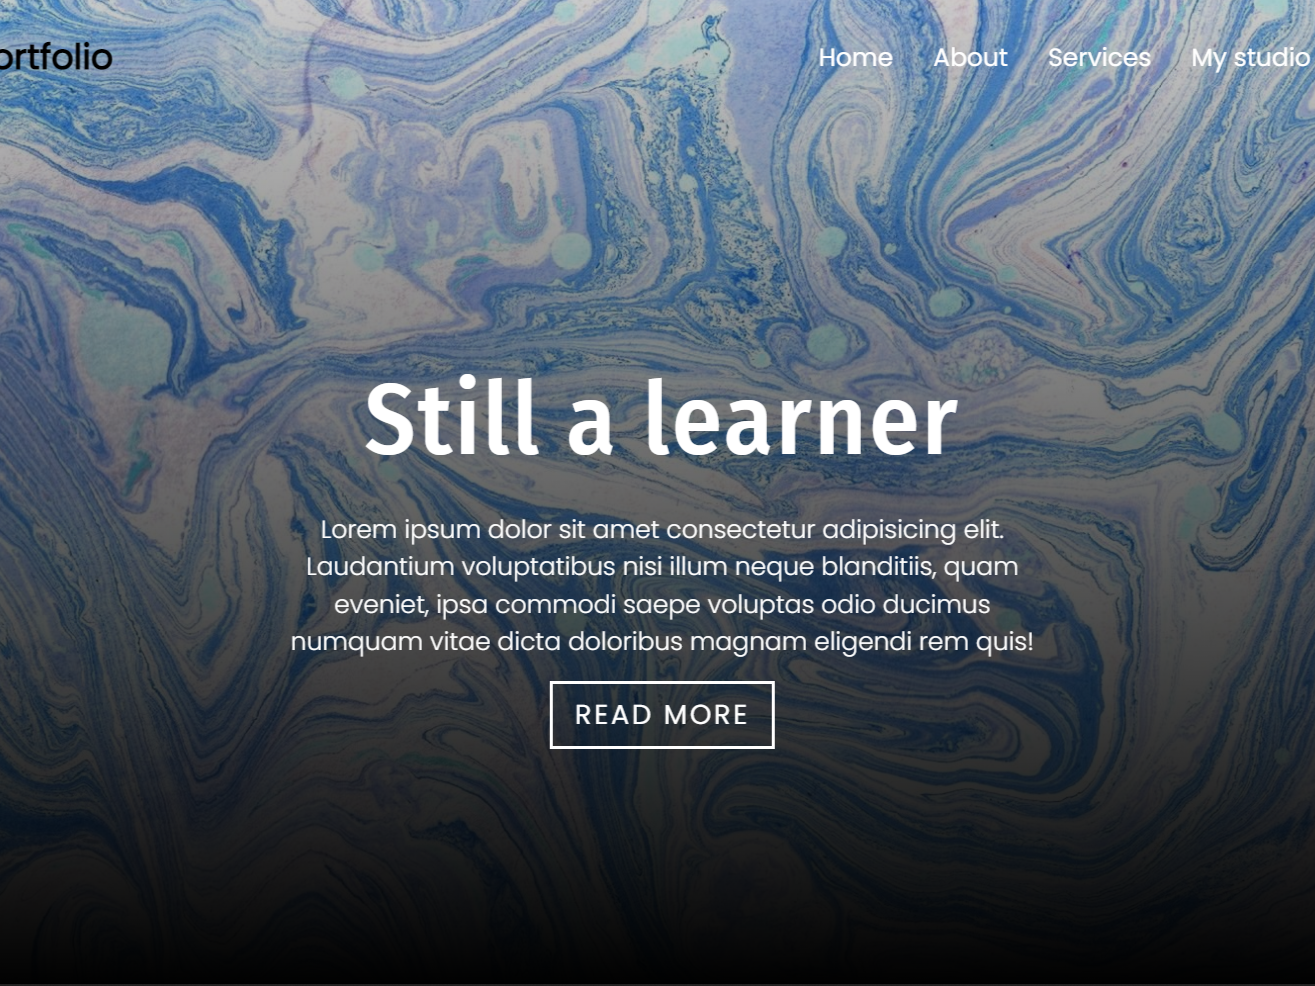 ortfolio
Home About Services My studio
Still a learner
Lorem ipsum dolor sit amet consectetur adipisicing elit.
Laudantium voluptatibus nisi illum neque blanditiis, quam
eveniet, ipsa commodi saepe voluptas odio ducimus
numquam vitae dicta doloribus magnam eligendi rem quis!
READ MORE